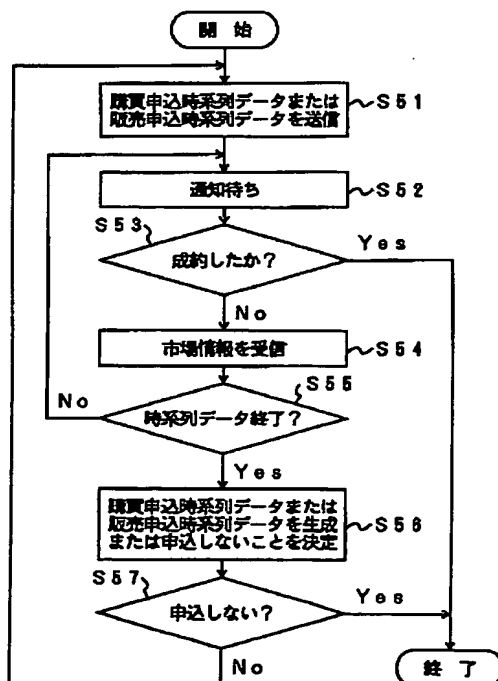 開 始
購買申込時系列データまたは
販売申込時系列データを送信
S51
通知待ち
S52
S53
成約したか?
Yes
No
市場情報を受信
S54
S55
時系列データ終了?
No
Yes
購買申込時系列データまたは
販売申込時系列データを生成
または申込しないことを決定
S56
S57
申込しない?
Yes
No
終 了